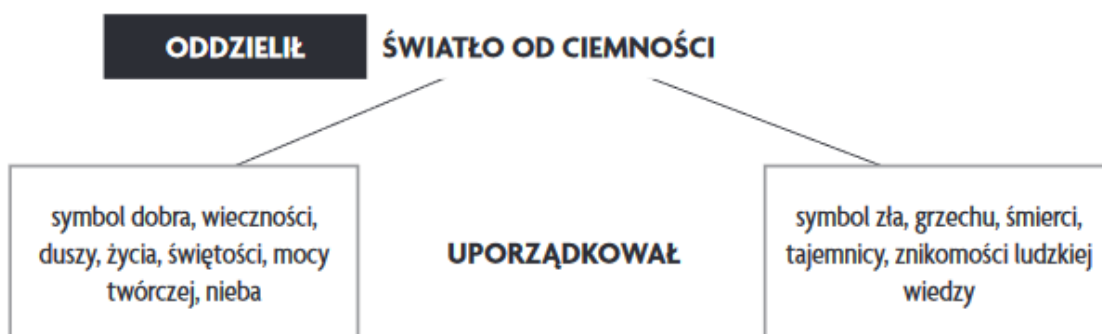 ODDZIELIŁ ŚWIATŁO OD CIEMNOŚCI
symbol dobra, wieczności,
duszy, życia, świętości, mocy
twórczej, nieba
UPORZĄDKOWAŁ
symbol zła, grzechu, śmierci,
tajemnicy, znikomości ludzkiej
wiedzy